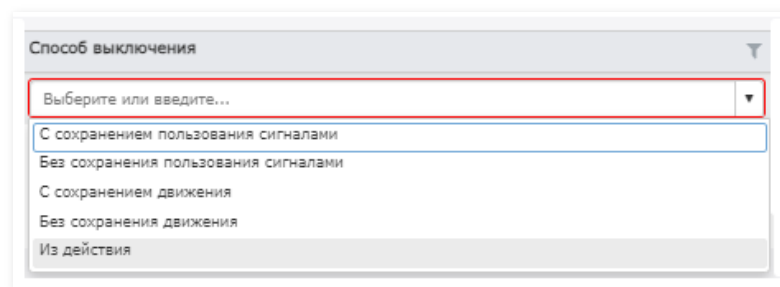 Способ выключения
Выберите или введите...
С сохранением пользования сигналами
Без сохранения пользования сигналами
С сохранением движения
Без сохранения движения
Из действия